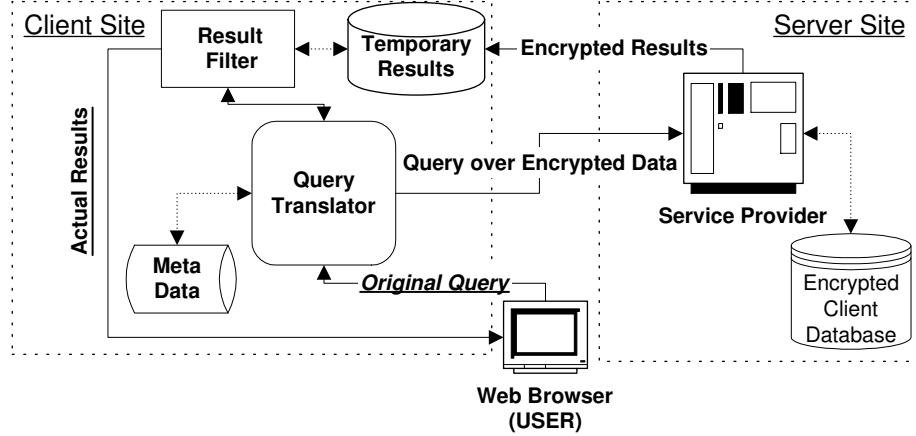 Client Site
Server Site
Result
Filter
Temporary
Results
Encrypted Results
Actual Results
Query
Translator
Query over Encrypted Data
Service Provider
Meta
Data
Original Query
Encrypted
Client
Database
Web Browser
(USER)